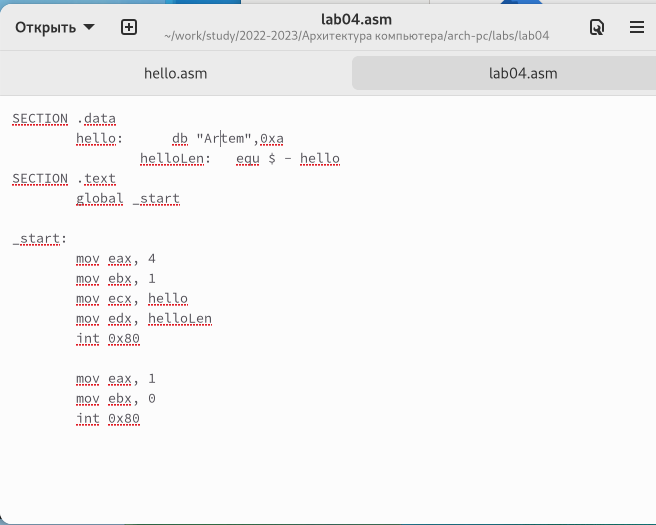 Открыть
lab04.asm
~/work/study/2022-2023/Архитектура компьютера/arch-pc/labs/lab04
hello.asm
lab04.asm
SECTION .data
hello: db "Artem",0xa
helloLen: equ $ - hello
SECTION .text
global _start
_start:
mov eax, 4
mov ebx, 1
mov ecx, hello
mov edx, helloLen
int 0x80
mov eax, 1
mov ebx, 0
int 0x80